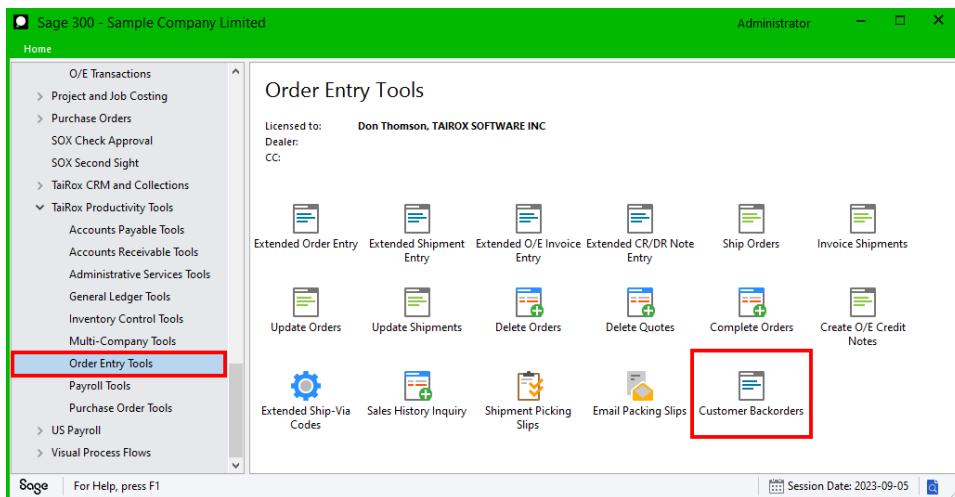 Sage 300 - Sample Company Limited
Administrator
Home
O/E Transactions
Project and Job Costing
Purchase Orders
SOX Check Approval
SOX Second Sight
TaiRox CRM and Collections
TaiRox Productivity Tools
Accounts Payable Tools
Accounts Receivable Tools
Administrative Services Tools
General Ledger Tools
Inventory Control Tools
Multi-Company Tools
Order Entry Tools
Payroll Tools
Purchase Order Tools
US Payroll
Visual Process Flows
Order Entry Tools
Licensed to: Don Thomson, TAIROX SOFTWARE INC
Dealer:
CC:
Extended Order Entry
Extended Shipment
Entry
Extended O/E Invoice
Entry
Extended CR/DR Note
Entry
Ship Orders
Invoice Shipments
Update Orders
Update Shipments
Delete Orders
Delete Quotes
Complete Orders
Create O/E Credit
Notes
Extended Ship-Via
Codes
Sales History Inquiry
Shipment Picking
Slips
Email Packing Slips
Customer Backorders
Sage
For Help, press F1
Session Date: 2023-09-05